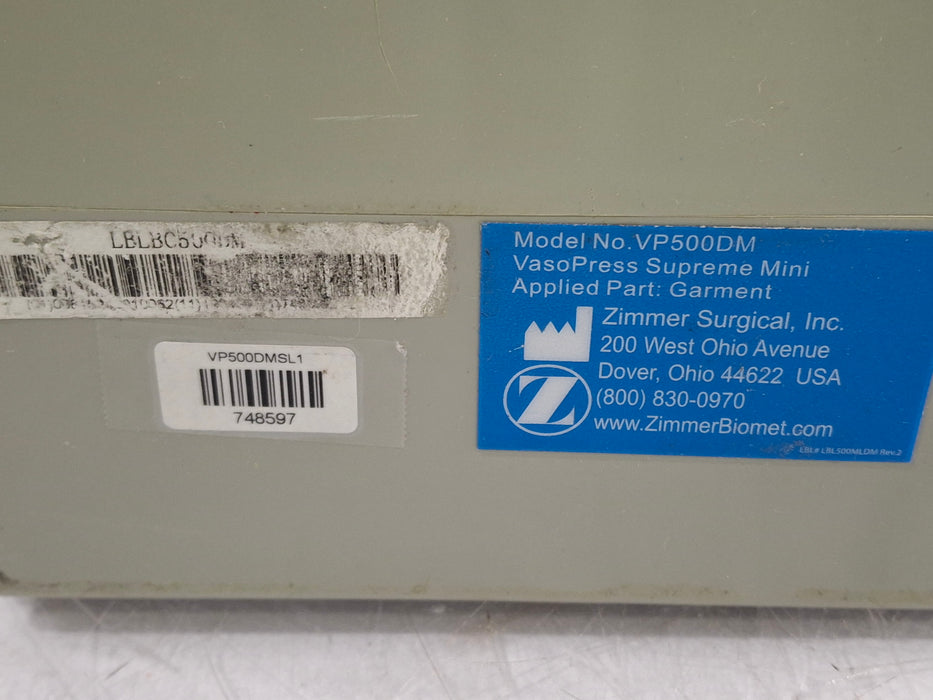 LBLBC500DM
VP500DMSL1
748597
Model No. VP500DM
VasoPress Supreme Mini
Applied Part: Garment
Zimmer Surgical, Inc.
200 West Ohio Avenue
Dover, Ohio 44622 USA
(800) 830-0970
www.ZimmerBiomet.com
Z
LBL# LBL500MLDM Rev.2